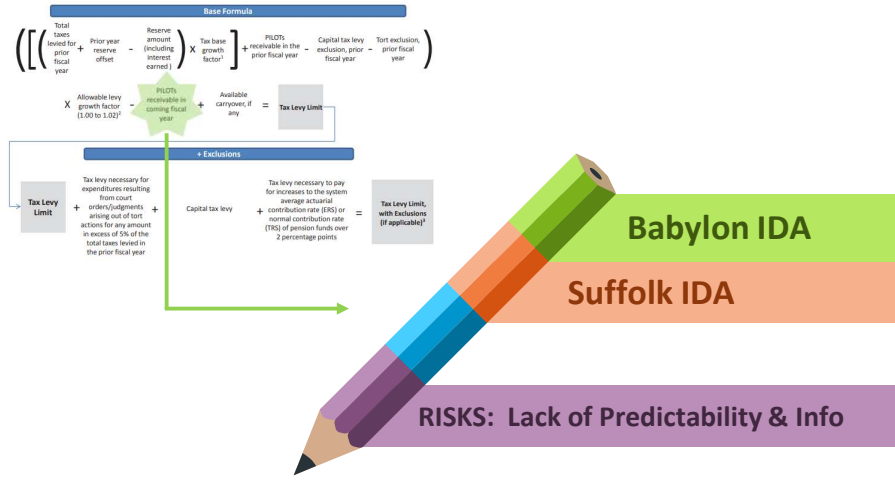 Base Formula
Total
taxes
levied for
prior
fiscal
year
+
Prior year
reserve
offset
-
Reserve
amount
(including
interest
earned )
X
Tax base
growth
factor¹
+
PILOTs
receivable in the
prior fiscal year
-
Capital tax levy
exclusion, prior
fiscal year
-
Tort exclusion,
prior fiscal
year
X
Allowable levy
growth factor
(1.00 to 1.02)²
-
PILOTs
receivable in
coming fiscal
year
+
Available
carryover, if
any
=
Tax Levy
Limit
+ Exclusions
Tax Levy
Limit
+
Tax levy necessary for
expenditures resulting
from court
orders/judgments
arising out of tort
actions for any amount
in excess of 5% of the
total taxes levied in the
prior fiscal year
+
Capital tax levy
+
Tax levy necessary to pay
for increases to the system
average actuarial
contribution rate (ERS) or
normal contribution rate
(TRS) of pension funds over
2 percentage points
=
Tax Levy Limit,
with Exclusions
(if applicable)³
Babylon IDA
Suffolk IDA
RISKS: Lack of Predictability & Info